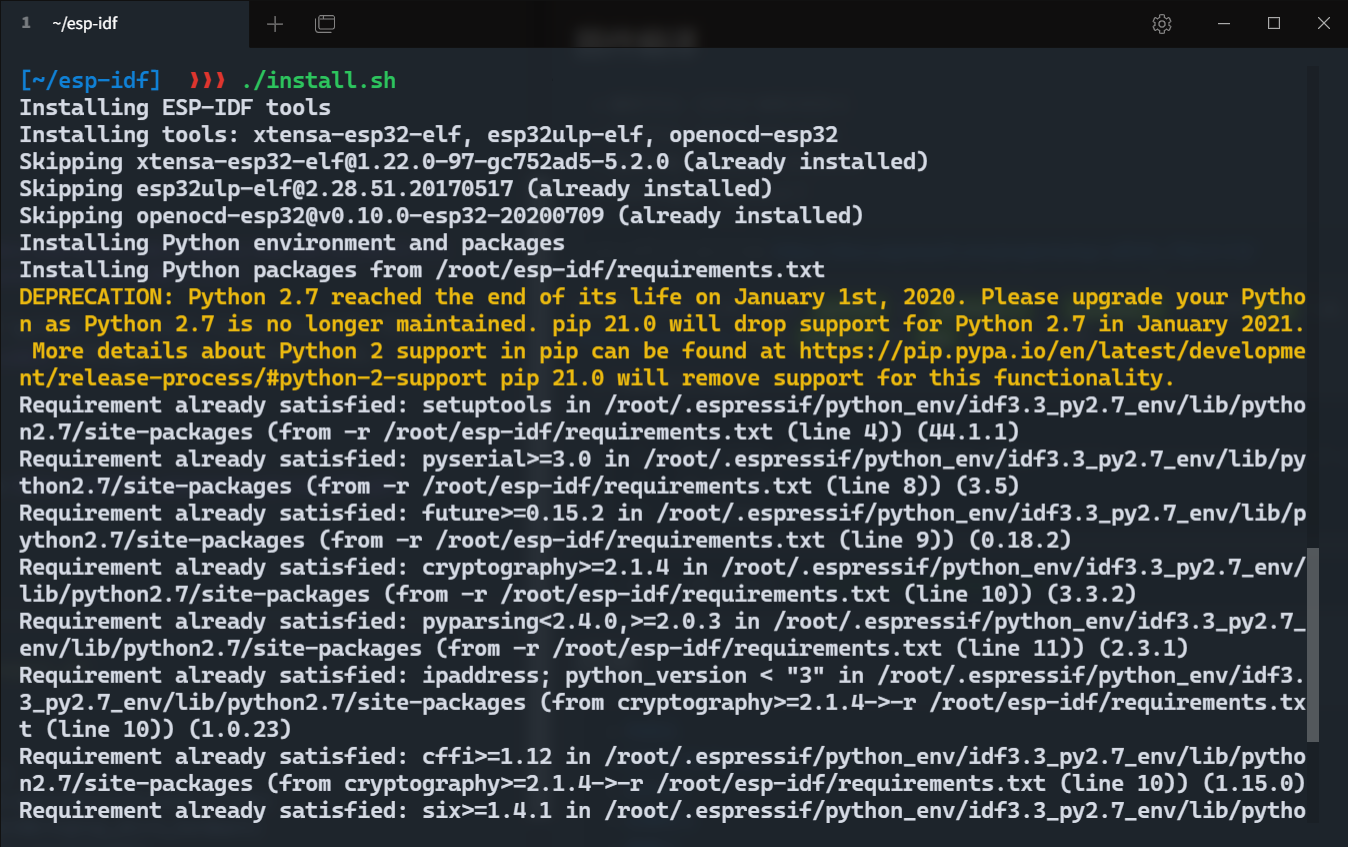 1 ~/esp-idf
[~/esp-idf] ❩❩❩ ./install.sh
Installing ESP-IDF tools
Installing tools: xtensa-esp32-elf, esp32ulp-elf, openocd-esp32
Skipping xtensa-esp32-elf@1.22.0-97-gc752ad5-5.2.0 (already installed)
Skipping esp32ulp-elf@2.28.51.20170517 (already installed)
Skipping openocd-esp32@v0.10.0-esp32-20200709 (already installed)
Installing Python environment and packages
Installing Python packages from /root/esp-idf/requirements.txt
DEPRECATION: Python 2.7 reached the end of its life on January 1st, 2020. Please upgrade your Pytho
n as Python 2.7 is no longer maintained. pip 21.0 will drop support for Python 2.7 in January 2021.
 More details about Python 2 support in pip can be found at https://pip.pypa.io/en/latest/developme
nt/release-process/#python-2-support pip 21.0 will remove support for this functionality.
Requirement already satisfied: setuptools in /root/.espressif/python_env/idf3.3_py2.7_env/lib/pytho
n2.7/site-packages (from -r /root/esp-idf/requirements.txt (line 4)) (44.1.1)
Requirement already satisfied: pyserial>=3.0 in /root/.espressif/python_env/idf3.3_py2.7_env/lib/py
thon2.7/site-packages (from -r /root/esp-idf/requirements.txt (line 8)) (3.5)
Requirement already satisfied: future>=0.15.2 in /root/.espressif/python_env/idf3.3_py2.7_env/lib/p
ython2.7/site-packages (from -r /root/esp-idf/requirements.txt (line 9)) (0.18.2)
Requirement already satisfied: cryptography>=2.1.4 in /root/.espressif/python_env/idf3.3_py2.7_env/
lib/python2.7/site-packages (from -r /root/esp-idf/requirements.txt (line 10)) (3.3.2)
Requirement already satisfied: pyparsing<2.4.0,>=2.0.3 in /root/.espressif/python_env/idf3.3_py2.7_
env/lib/python2.7/site-packages (from -r /root/esp-idf/requirements.txt (line 11)) (2.3.1)
Requirement already satisfied: ipaddress; python_version < "3" in /root/.espressif/python_env/idf3.
3_py2.7_env/lib/python2.7/site-packages (from cryptography>=2.1.4->-r /root/esp-idf/requirements.tx
t (line 10)) (1.0.23)
Requirement already satisfied: cffi>=1.12 in /root/.espressif/python_env/idf3.3_py2.7_env/lib/pytho
n2.7/site-packages (from cryptography>=2.1.4->-r /root/esp-idf/requirements.txt (line 10)) (1.15.0)
Requirement already satisfied: six>=1.4.1 in /root/.espressif/python_env/idf3.3_py2.7_env/lib/pytho